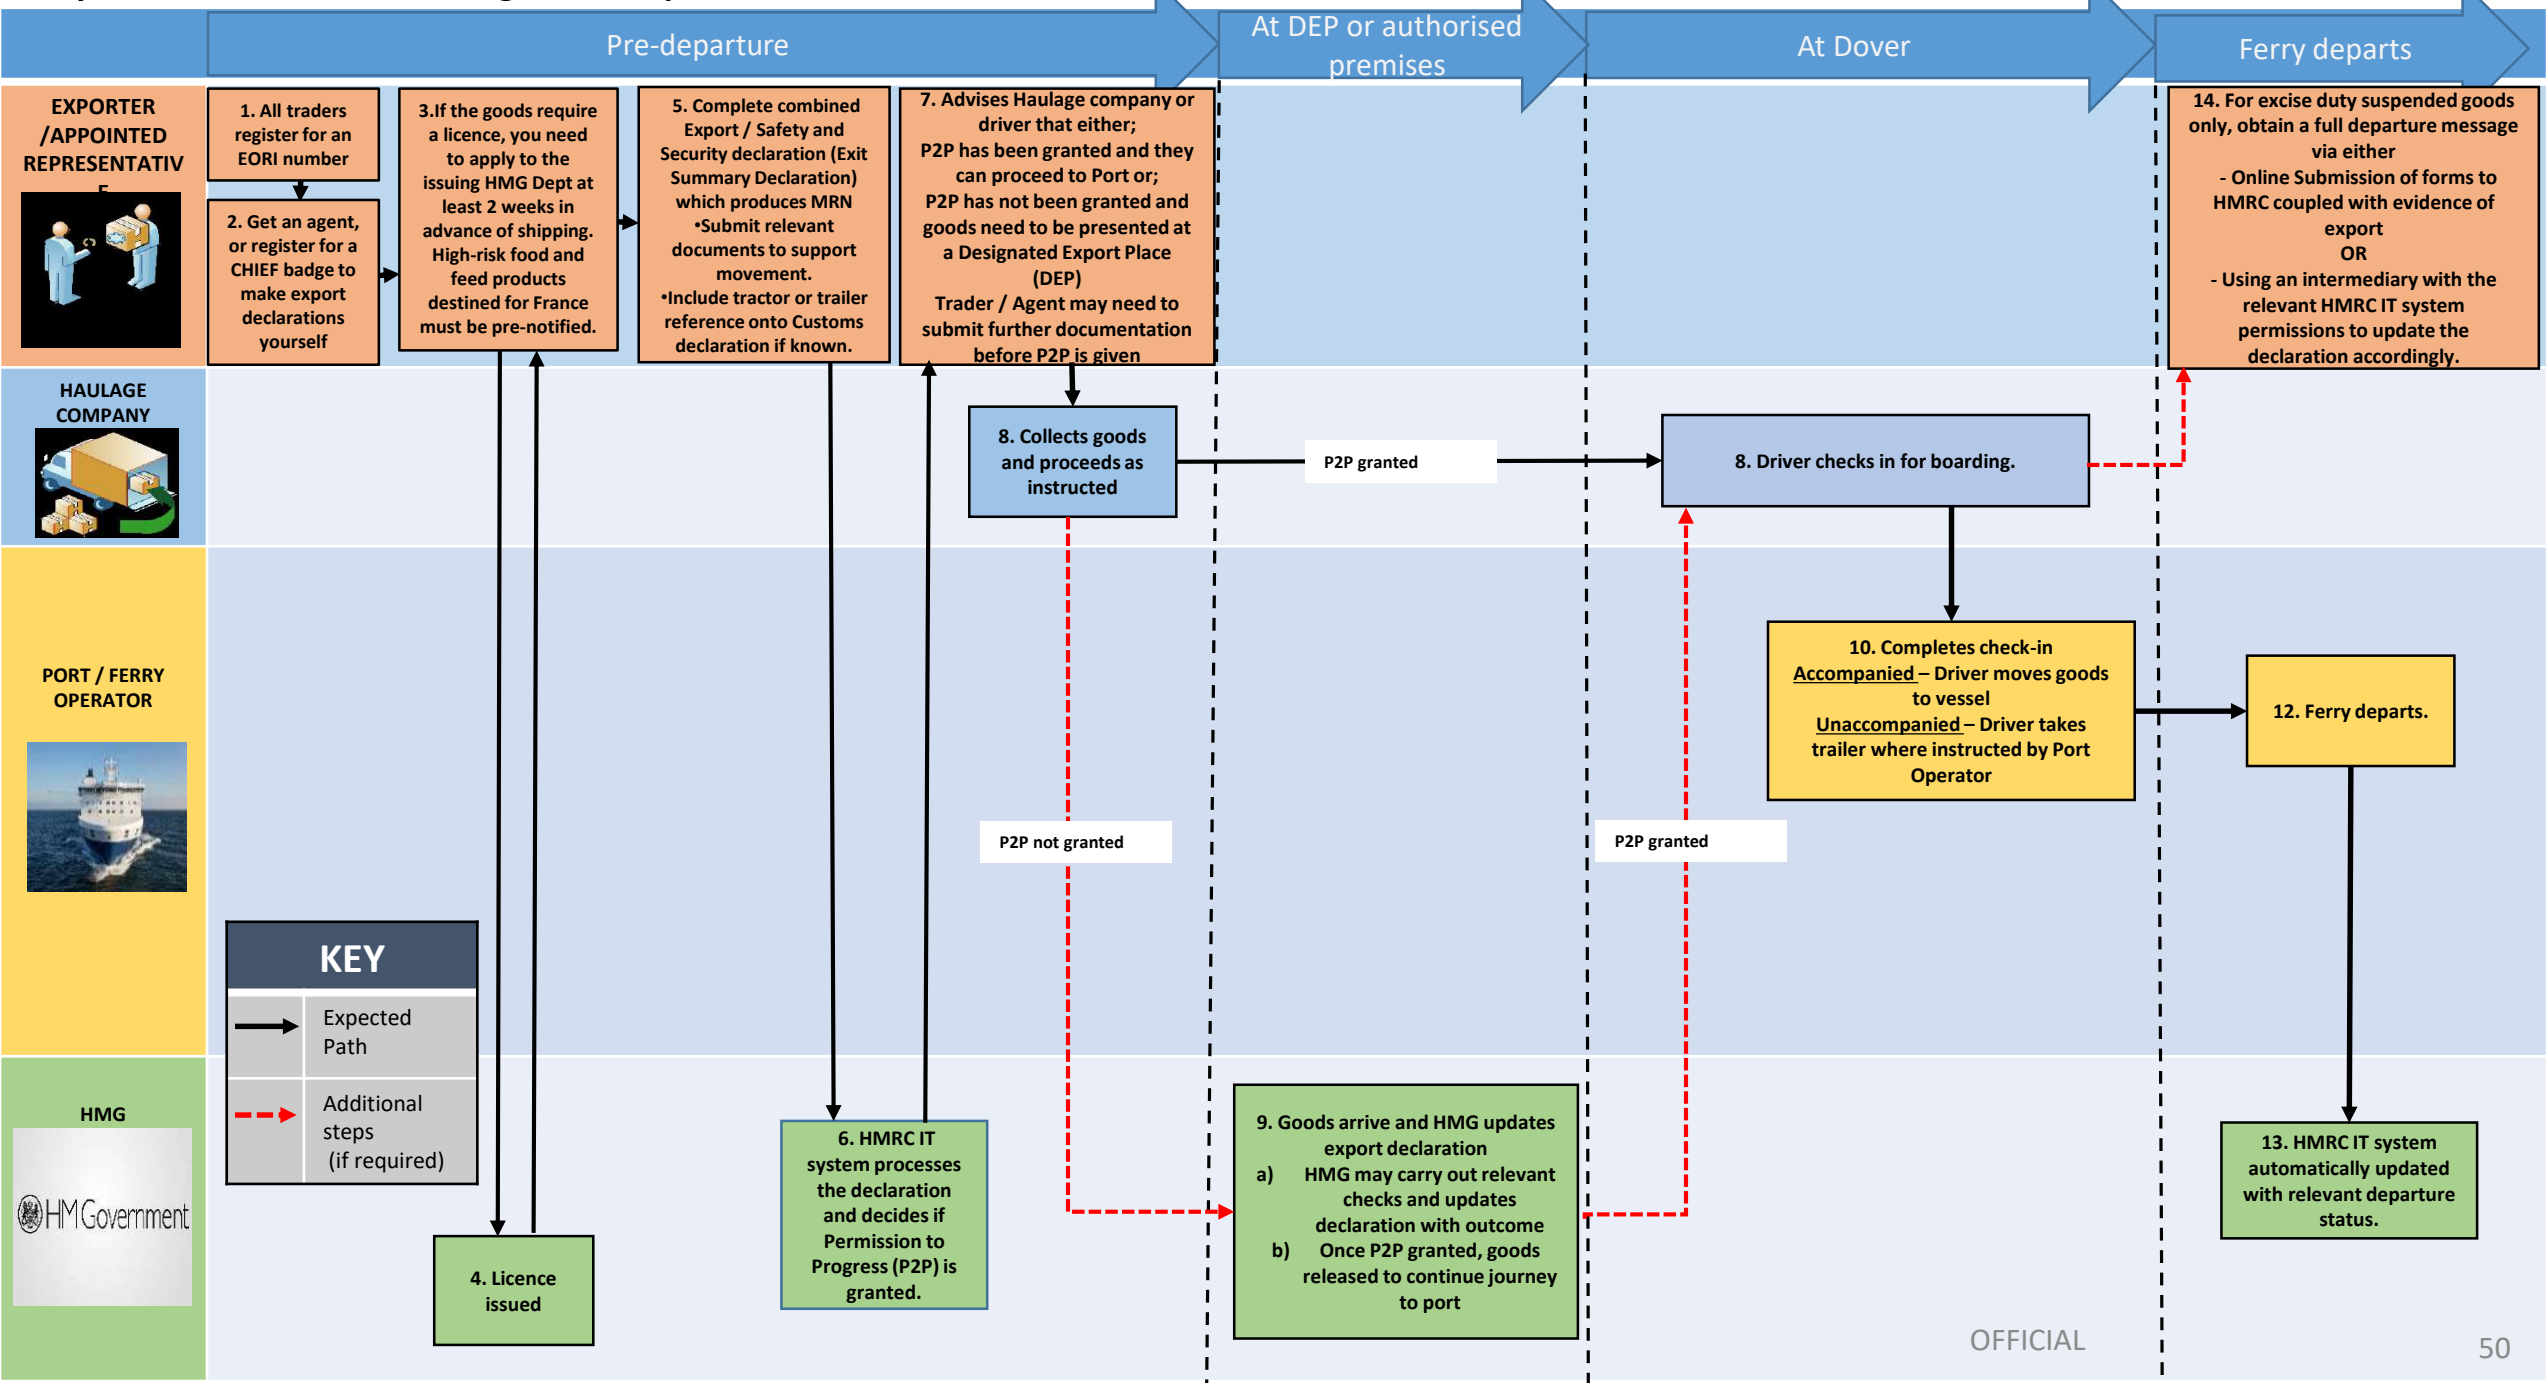 Pre-departure
At DEP or authorised
premises
At Dover
Ferry departs
EXPORTER
/APPOINTED
REPRESENTATIV
E
1. All traders
register for an
EORI number
2. Get an agent,
or register for a
CHIEF badge to
make export
declarations
yourself
3.If the goods require
a licence, you need
to apply to the
issuing HMG Dept at
least 2 weeks in
advance of shipping.
High-risk food and
feed products
destined for France
must be pre-notified.
5. Complete combined
Export / Safety and
Security declaration (Exit
Summary Declaration)
which produces MRN
•Submit relevant
documents to support
movement.
•Include tractor or trailer
reference onto Customs
declaration if known.
7. Advises Haulage company or
driver that either;
P2P has been granted and they
can proceed to Port or;
P2P has not been granted and
goods need to be presented at
a Designated Export Place
(DEP)
Trader / Agent may need to
submit further documentation
before P2P is given
14. For excise duty suspended goods
only, obtain a full departure message
via either
- Online Submission of forms to
HMRC coupled with evidence of
export
OR
- Using an intermediary with the
relevant HMRC IT system
permissions to update the
declaration accordingly.
HAULAGE
COMPANY
8. Collects goods
and proceeds as
instructed
P2P granted
8. Driver checks in for boarding.
PORT / FERRY
OPERATOR
10. Completes check-in
Accompanied – Driver moves goods
to vessel
Unaccompanied – Driver takes
trailer where instructed by Port
Operator
12. Ferry departs.
P2P not granted
P2P granted
KEY
Expected
Path
Additional
steps
(if required)
HMG
HM Government
4. Licence
issued
6. HMRC IT
system processes
the declaration
and decides if
Permission to
Progress (P2P) is
granted.
9. Goods arrive and HMG updates
export declaration
a) HMG may carry out relevant
checks and updates
declaration with outcome
b) Once P2P granted, goods
released to continue journey
to port
13. HMRC IT system
automatically updated
with relevant departure
status.
OFFICIAL
50